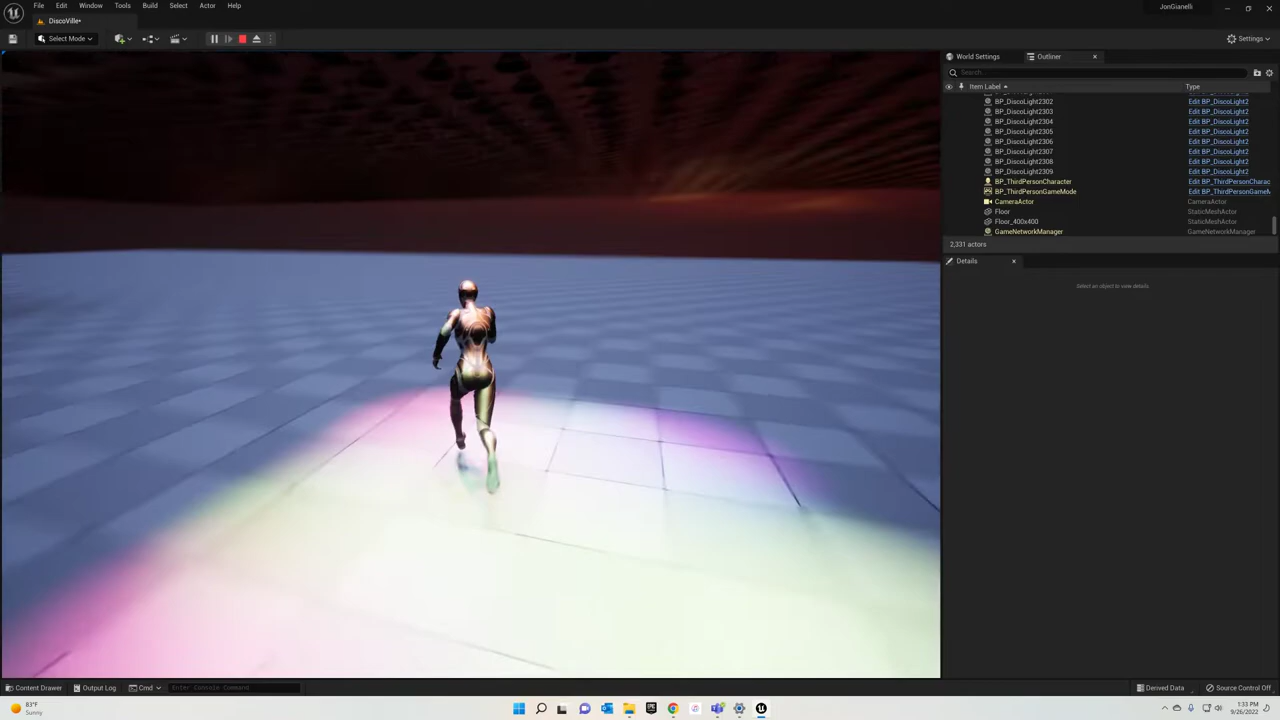 File Edit Window Tools Build Select Actor Help
JonGianelli
DiscoVille*
Select Mode
Settings
World Settings
Outliner
Search
Item Label
Type
BP_DiscoLight2302 Edit BP_DiscoLight2
BP_DiscoLight2303 Edit BP_DiscoLight2
BP_DiscoLight2304 Edit BP_DiscoLight2
BP_DiscoLight2305 Edit BP_DiscoLight2
BP_DiscoLight2306 Edit BP_DiscoLight2
BP_DiscoLight2307 Edit BP_DiscoLight2
BP_DiscoLight2308 Edit BP_DiscoLight2
BP_DiscoLight2309 Edit BP_DiscoLight2
BP_ThirdPersonCharacter Edit BP_ThirdPersonCharac
BP_ThirdPersonGameMode Edit BP_ThirdPersonGameM
CameraActor CameraActor
Floor StaticMeshActor
Floor_400x400 StaticMeshActor
GameNetworkManager GameNetworkManager
2,331 actors
Details
Select an object to view details.
Content Drawer Output Log Cmd Enter Console Command
Derived Data Source Control Off
83°F
Sunny
1:33 PM
9/26/2022